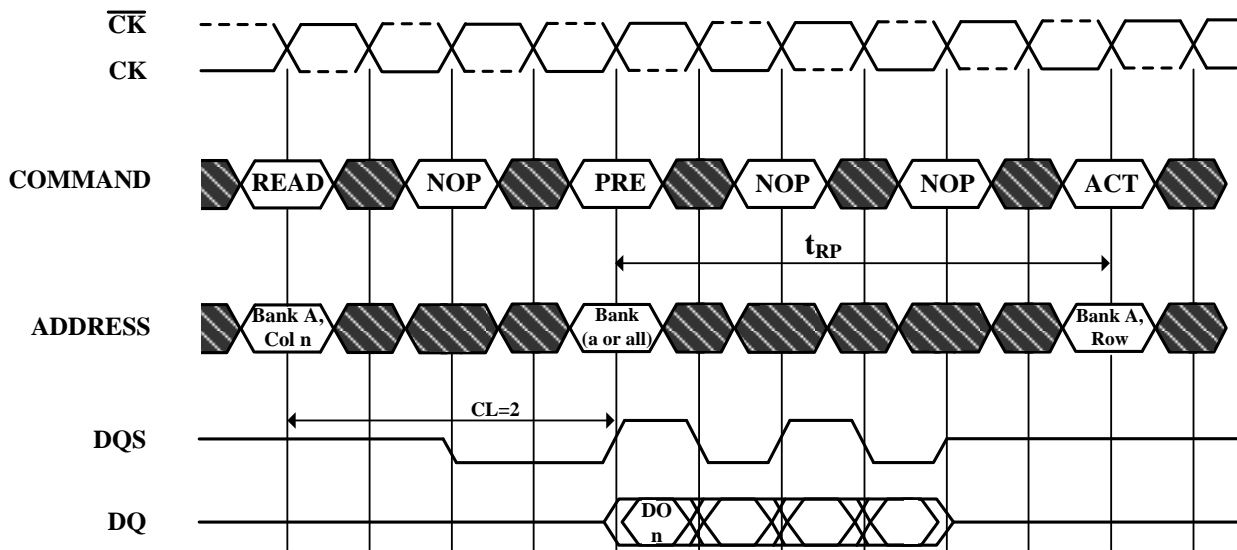 CK
CK
COMMAND
READ
NOP
PRE
NOP
NOP
ACT
tRP
ADDRESS
Bank A,
Col n
Bank
(a or all)
Bank A,
Row
CL=2
DQS
DQ
DO
n